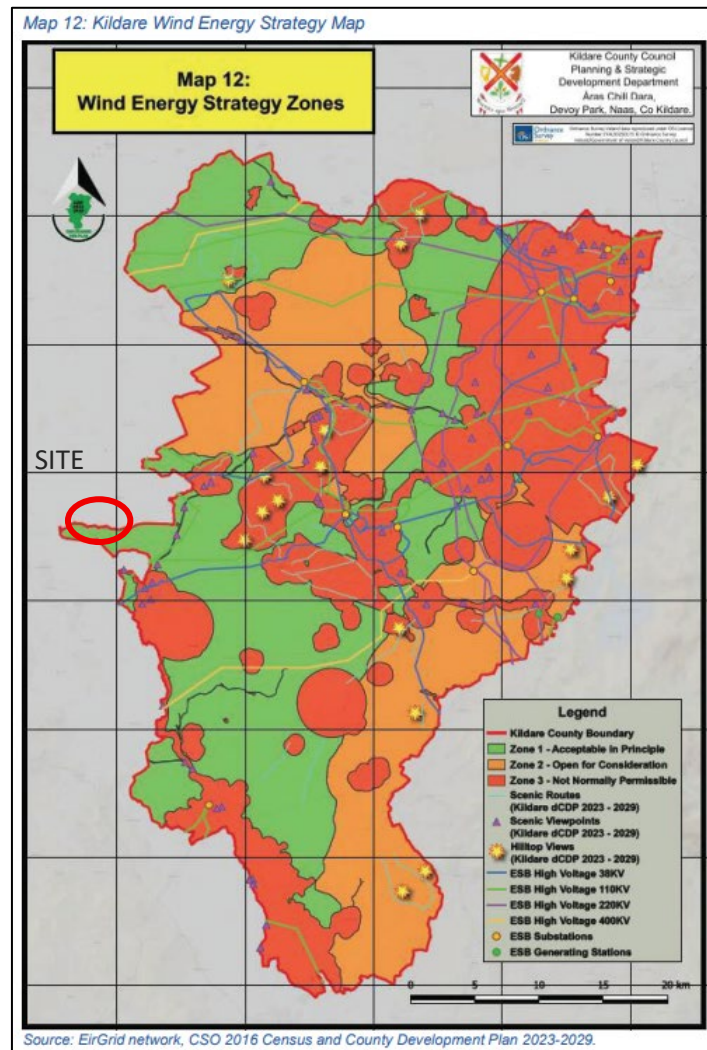 Map 12: Kildare Wind Energy Strategy Map
Map 12:
Wind Energy Strategy Zones
Kildare County Council
Planning & Strategic
Development Department
Áras Chill Dara,
Devoy Park, Naas, Co Kildare.
Ordnance
Survey
SITE
Legend
Kildare County Boundary
Zone 1 - Acceptable in Principle
Zone 2 - Open for Consideration
Zone 3 - Not Normally Permissible
Scenic Routes
(Kildare dCDP 2023 - 2029)
Scenic Viewpoints
(Kildare dCDP 2023 - 2029)
Hilltop Views
(Kildare dCDP 2023 - 2029)
ESB High Voltage 38KV
ESB High Voltage 110KV
ESB High Voltage 220KV
ESB High Voltage 400KV
ESB Substations
ESB Generating Stations
0 5 10 15 20 km
Source: EirGrid network, CSO 2016 Census and County Development Plan 2023-2029.